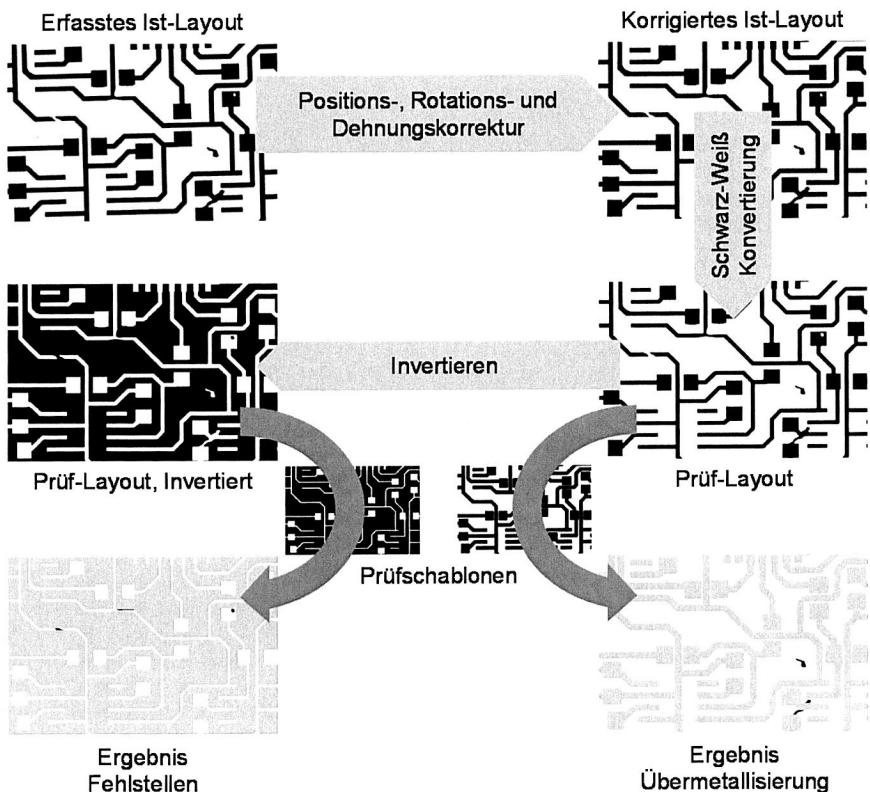 Erfasstes Ist-Layout
Korrigiertes Ist-Layout
Positions-, Rotations- und
Dehnungskorrektur
Schwarz-Weiß
Konvertierung
Invertieren
Prüf-Layout, Invertiert
Prüf-Layout
Prüfschablonen
Ergebnis
Fehlstellen
Ergebnis
Übermetallisierung